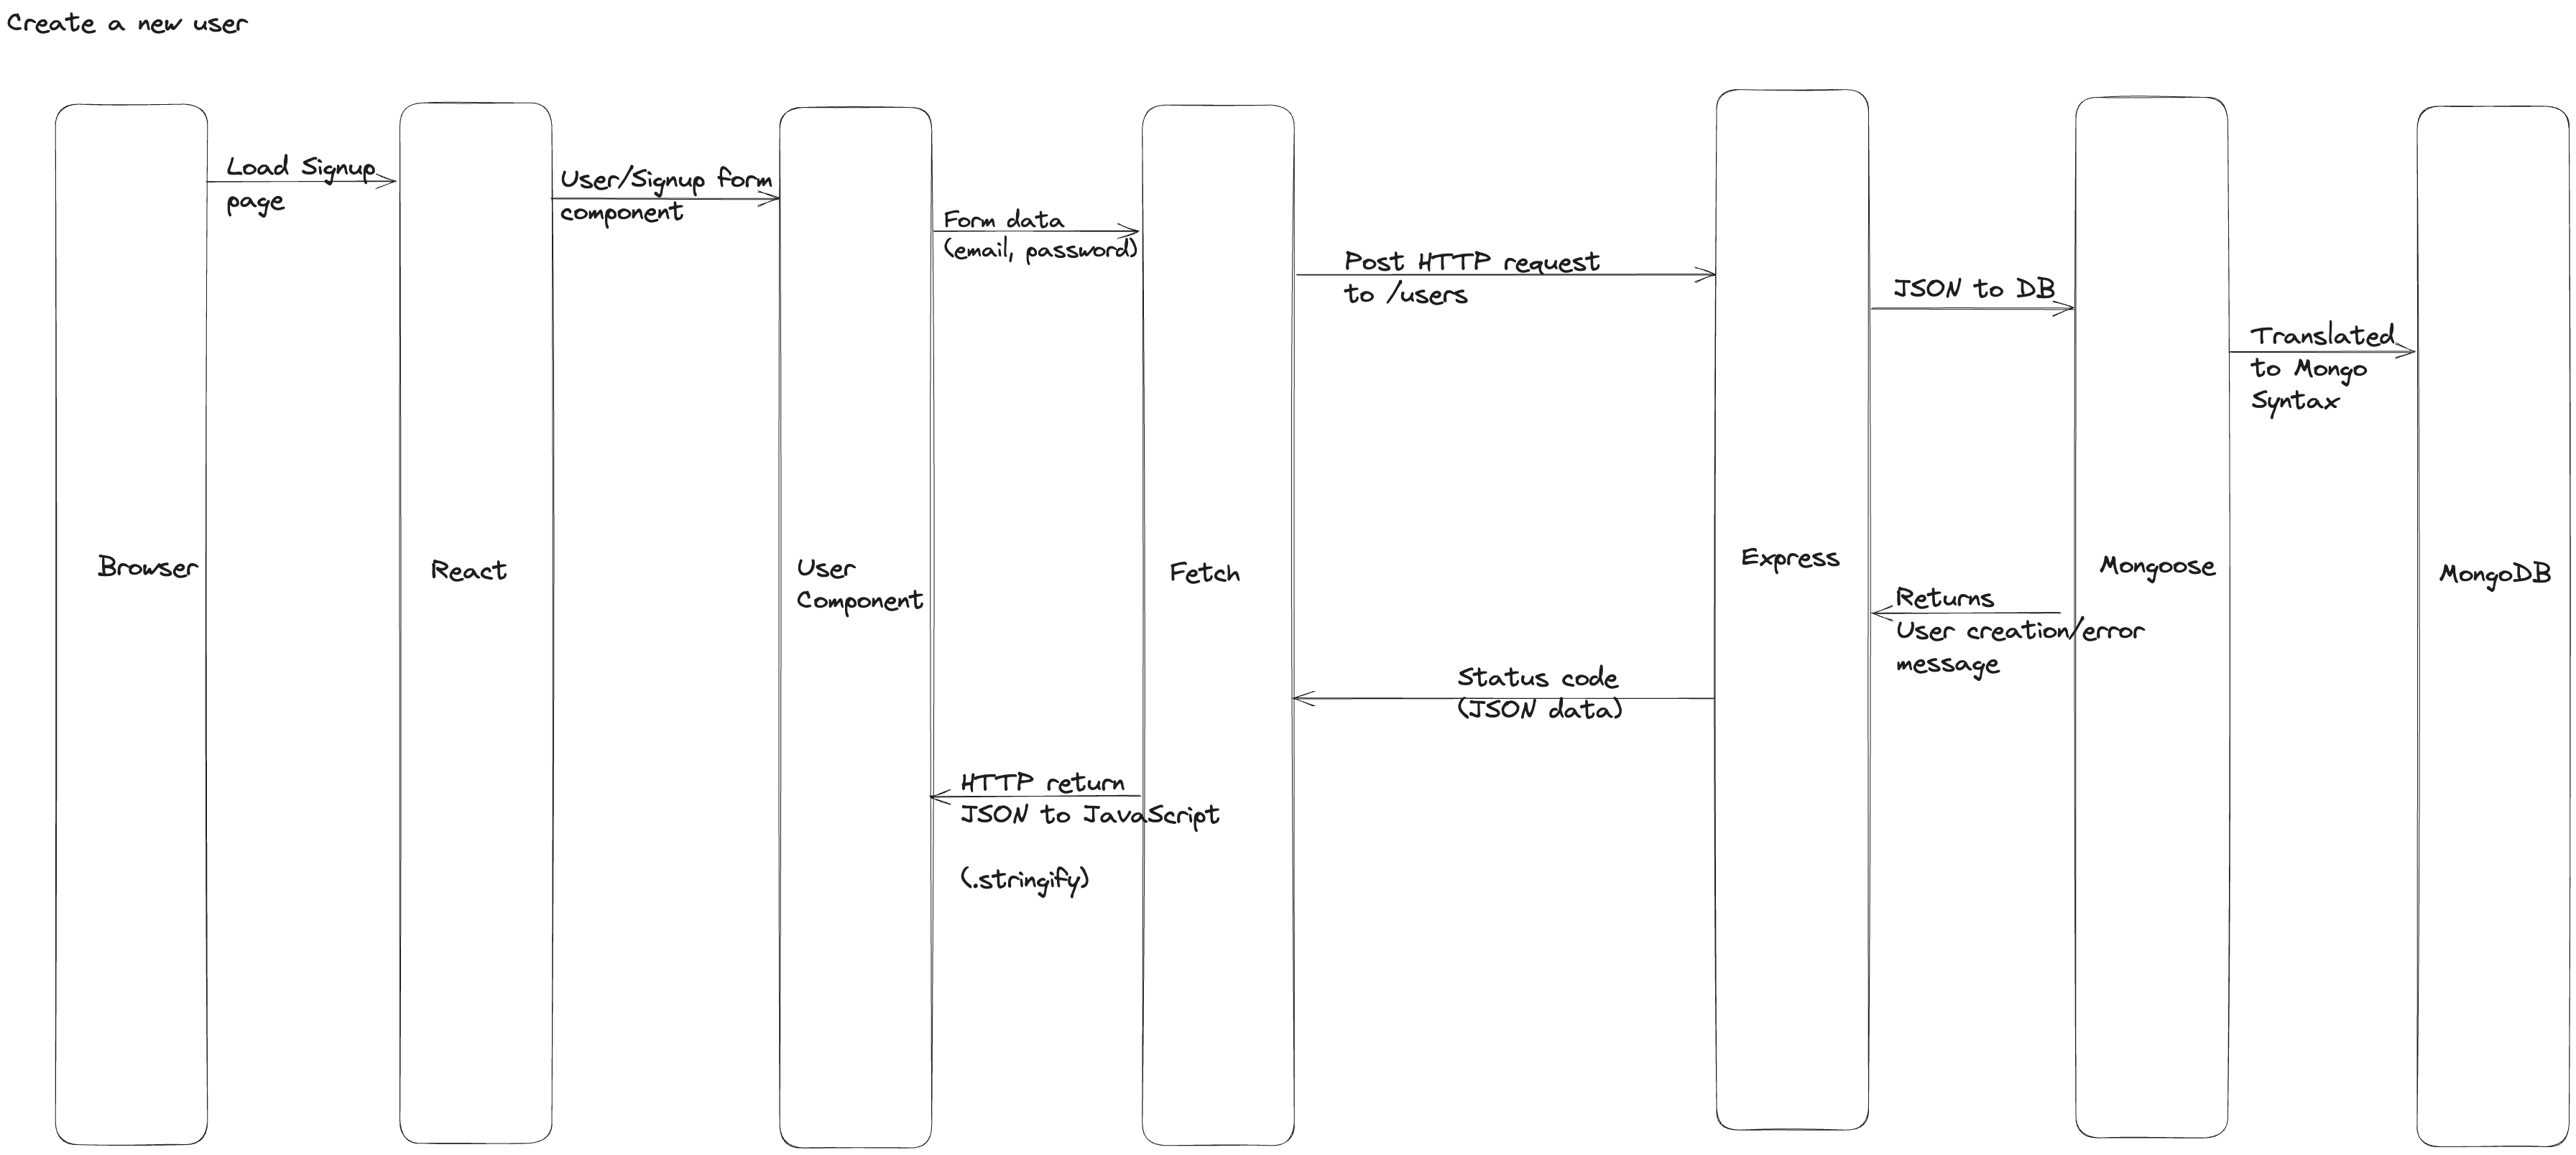 Create a new user
Load Signup
page
User/Signup form
component
Form data
(email, password)
Post HTTP request
to /users
JSON to DB
Translated
to Mongo
Syntax
Browser
React
User
Component
Fetch
Express
Mongoose
MongoDB
Returns
User creation/error
message
Status code
(JSON data)
HTTP return
JSON to JavaScript
(.stringify)